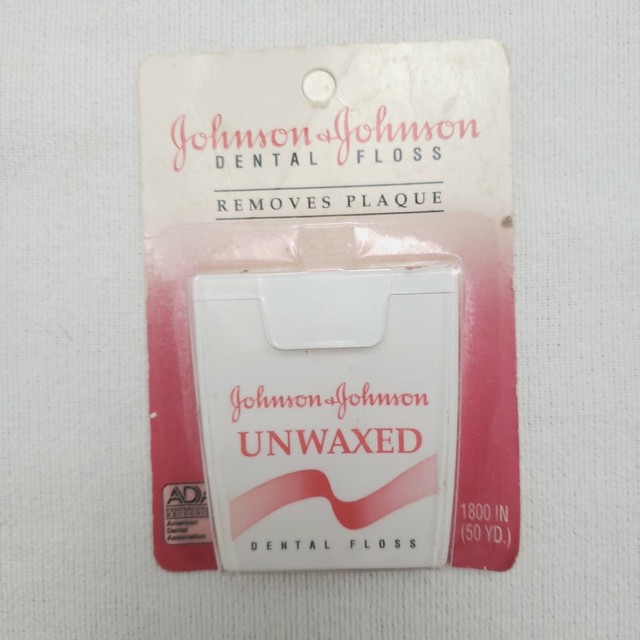 Johnson & Johnson
DENTAL FLOSS
REMOVES PLAQUE
Johnson & Johnson
UNWAXED
DENTAL FLOSS
ADA
American
Dental
Association
1800 IN
(50 YD.)